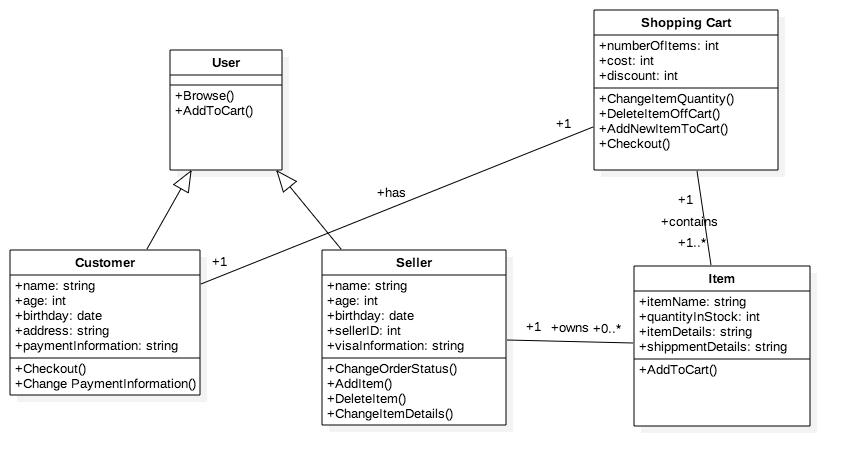 User
+Browse()
+AddToCart()
Shopping Cart
+numberOfItems: int
+cost: int
+discount: int
+ChangeItemQuantity()
+DeleteItemOffCart()
+AddNewItemToCart()
+Checkout()
+1
+has
+1
+1
+contains
+1..*
Customer
+name: string
+age: int
+birthday: date
+address: string
+paymentInformation: string
+Checkout()
+Change PaymentInformation()
Seller
+name: string
+age: int
+birthday: date
+sellerID: int
+visaInformation: string
+ChangeOrderStatus()
+AddItem()
+DeleteItem()
+ChangeItemDetails()
+1 +owns +0..*
Item
+itemName: string
+quantityInStock: int
+itemDetails: string
+shippmentDetails: string
+AddToCart()